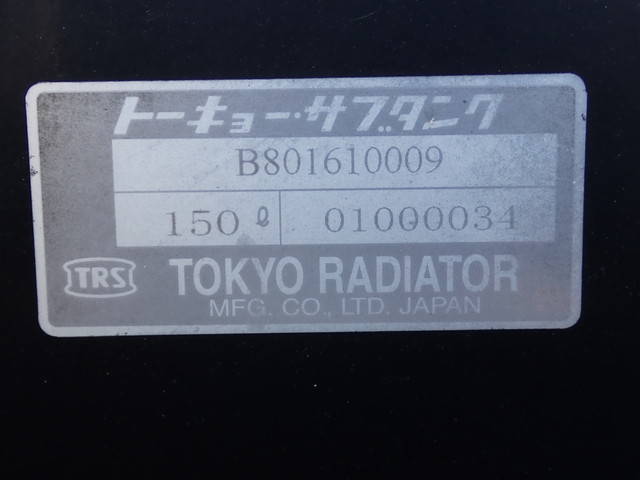 トーキョー・サブタンク
B801610009
150ℓ 01000034
TRS TOKYO RADIATOR
MFG. CO., LTD. JAPAN